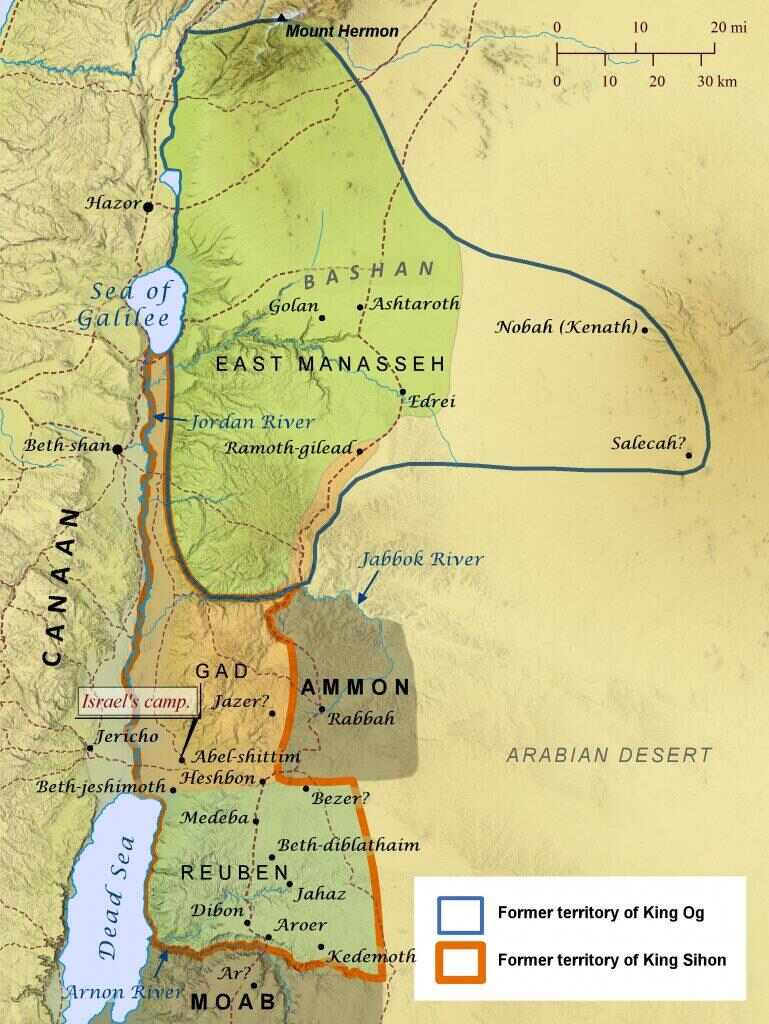 Mount Hermon
0 10 20 mi
0 10 20 30 km
Hazor
BASHAN
Sea of
Galilee
Golan
Ashtaroth
Nobah (Kenath)
EAST MANASSEH
Edrei
Jordan River
Beth-shan
Ramoth-gilead
Salecah?
CANAAN
Jabbok River
GAD
AMMON
Israel's camp.
Jazer?
Rabbah
Jericho
Abel-shittim
ARABIAN DESERT
Beth-jeshimoth
Heshbon
Bezer?
Medeba
Dead Sea
Beth-diblathaim
REUBEN
Jahaz
Dibon
Aroer
Kedemoth
Ar?
Arnon River
MOAB
Former territory of King Og
Former territory of King Sihon